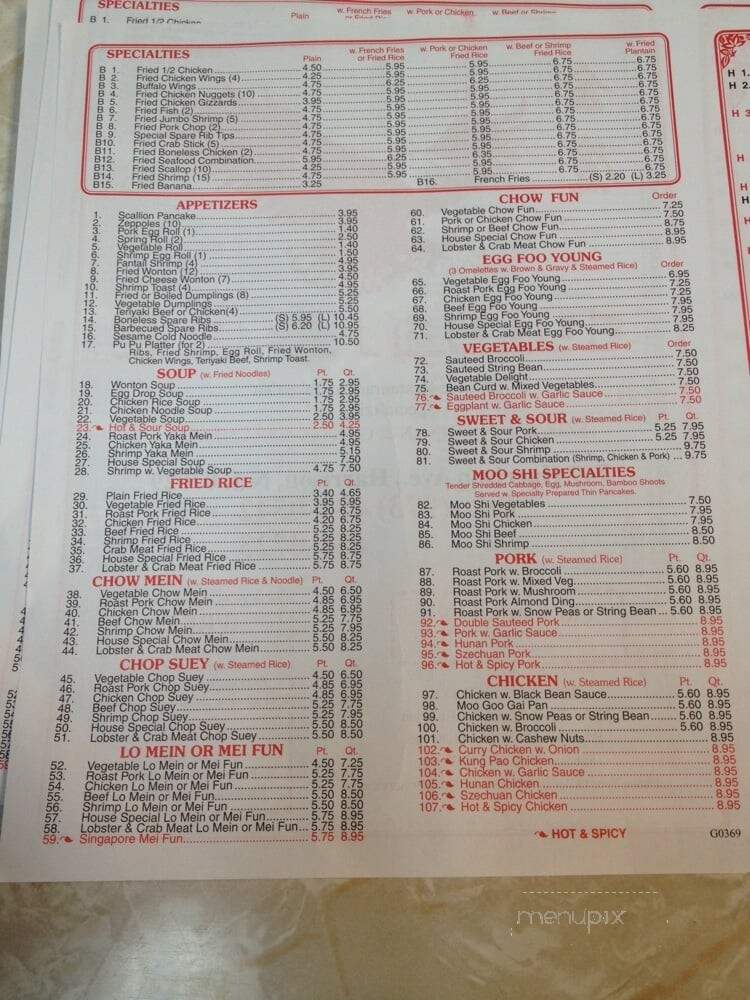 SPECIALTIES
Plain w. French Fries or Fried Rice w. Pork or Chicken w. Beef or Shrimp
B 1. Fried 1/2 Chicken
SPECIALTIES Plain w. French Fries or Fried Rice w. Pork or Chicken Fried Rice w. Beef or Shrimp Fried Rice w. Fried Plantain
B 1. Fried 1/2 Chicken 4.50 5.95 5.95 6.75 6.75
B 2. Fried Chicken Wings (4) 4.25 5.95 5.95 6.75 6.75
B 3. Buffalo Wings 4.75 6.25 6.25 6.75 6.75
B 4. Fried Chicken Nuggets (10) 4.75 5.95 5.95 6.75 6.75
B 5. Fried Chicken Gizzards 3.95 5.95 5.95 6.75 6.75
B 6. Fried Fish (2) 4.75 5.95 5.95 6.75 6.75
B 7. Fried Jumbo Shrimp (5) 4.75 5.95 5.95 6.75 6.75
B 8. Fried Pork Chop (2) 4.75 5.95 5.95 6.75 6.75
B 9. Special Spare Rib Tips 4.75 5.95 5.95 6.75 6.75
B10. Fried Crab Stick (5) 4.75 5.95 5.95 6.75 6.75
B11. Fried Boneless Chicken (2) 4.75 5.95 5.95 6.75 6.75
B12. Fried Seafood Combination 5.95 6.25 6.35 6.75 6.75
B13. Fried Scallop (10) 4.25 5.95 5.95 6.75 6.75
B14. Fried Shrimp (15) 4.75 5.95 5.95 6.75 6.75
B15. Fried Banana 3.25 B16. French Fries (S) 2.20 (L) 3.25
APPETIZERS
1. Scallion Pancake 3.95
2. Zeppoles (10) 3.95
3. Pork Egg Roll (1) 1.40
4. Spring Roll (2) 2.50
5. Vegetable Roll 1.40
6. Shrimp Egg Roll (1) 1.50
7. Fantail Shrimp (4) 4.95
8. Fried Wonton (12) 3.95
9. Fried Cheese Wonton (7) 4.50
10. Shrimp Toast (4) 4.95
11. Fried or Boiled Dumplings (8) 5.25
12. Vegetable Dumplings 5.25
13. Teriyaki Beef or Chicken(4) 5.50
14. Boneless Spare Ribs (S) 5.95 (L) 10.45
15. Barbecued Spare Ribs (S) 6.20 (L) 10.95
16. Sesame Cold Noodle 4.75
17. Pu Pu Platter (for 2) 10.50
Ribs, Fried Shrimp, Egg Roll, Fried Wonton,
Chicken Wings, Teriyaki Beef, Shrimp Toast.
SOUP (w. Fried Noodles) Pt. Qt.
18. Wonton Soup 1.75 2.95
19. Egg Drop Soup 1.75 2.95
20. Chicken Rice Soup 1.75 2.95
21. Chicken Noodle Soup 1.75 2.95
22. Vegetable Soup 2.50 3.95
23. Hot & Sour Soup 2.50 4.25
24. Roast Pork Yaka Mein 4.95
25. Chicken Yaka Mein 4.95
26. Shrimp Yaka Mein 5.15
27. House Special Soup 7.50
28. Shrimp w. Vegetable Soup 4.75 7.50
FRIED RICE Pt. Qt.
29. Plain Fried Rice 3.40 4.65
30. Vegetable Fried Rice 3.95 5.95
31. Roast Pork Fried Rice 4.20 6.75
32. Chicken Fried Rice 4.20 6.75
33. Beef Fried Rice 5.25 8.25
34. Shrimp Fried Rice 5.25 8.25
35. Crab Meat Fried Rice 5.25 8.25
36. House Special Fried Rice 5.75 8.75
37. Lobster & Crab Meat Fried Rice 5.75 8.75
CHOW MEIN (w. Steamed Rice & Noodle) Pt. Qt.
38. Vegetable Chow Mein 4.50 6.50
39. Roast Pork Chow Mein 4.85 6.95
40. Chicken Chow Mein 4.85 6.95
41. Beef Chow Mein 5.25 7.75
42. Shrimp Chow Mein 5.25 7.95
43. House Special Chow Mein 5.50 8.25
44. Lobster & Crab Meat Chow Mein 5.50 8.25
CHOP SUEY (w. Steamed Rice) Pt. Qt.
45. Vegetable Chop Suey 4.50 6.50
46. Roast Pork Chop Suey 4.85 6.95
47. Chicken Chop Suey 4.85 6.95
48. Beef Chop Suey 5.25 7.75
49. Shrimp Chop Suey 5.25 7.95
50. House Special Chop Suey 5.50 8.50
51. Lobster & Crab Meat Chop Suey 5.50 8.50
LO MEIN OR MEI FUN Pt. Qt.
52. Vegetable Lo Mein or Mei Fun 4.50 7.25
53. Roast Pork Lo Mein or Mei Fun 5.25 7.75
54. Chicken Lo Mein or Mei Fun 5.25 7.75
55. Beef Lo Mein or Mei Fun 5.50 8.50
56. Shrimp Lo Mein or Mei Fun 5.50 8.50
57. House Special Lo Mein or Mei Fun 5.75 8.95
58. Lobster & Crab Meat Lo Mein or Mei Fun 5.75 8.95
59. Singapore Mei Fun 5.75 8.95
CHOW FUN Order
60. Vegetable Chow Fun 7.25
61. Pork or Chicken Chow Fun 7.50
62. Shrimp or Beef Chow Fun 8.75
63. House Special Chow Fun 8.95
64. Lobster & Crab Meat Chow Fun 8.95
EGG FOO YOUNG
(3 Omelettes w. Brown & Gravy & Steamed Rice) Order
65. Vegetable Egg Foo Young 6.95
66. Roast Pork Egg Foo Young 7.25
67. Chicken Egg Foo Young 7.25
68. Beef Egg Foo Young 7.95
69. Shrimp Egg Foo Young 7.95
70. House Special Egg Foo Young 7.95
71. Lobster & Crab Meat Egg Foo Young 8.25
VEGETABLES (w. Steamed Rice) Order
72. Sauteed Broccoli 7.50
73. Sauteed String Bean 7.50
74. Vegetable Delight 7.50
75. Bean Curd w. Mixed Vegetables 7.50
76. Sauteed Broccoli w. Garlic Sauce 7.50
77. Eggplant w. Garlic Sauce 7.50
SWEET & SOUR (w. Steamed Rice) Pt. Qt.
78. Sweet & Sour Pork 5.25 7.95
79. Sweet & Sour Chicken 5.25 7.95
80. Sweet & Sour Shrimp 9.75
81. Sweet & Sour Combination (Shrimp, Chicken & Pork) 9.75
MOO SHI SPECIALTIES
Tender Shredded Cabbage, Egg, Mushroom, Bamboo Shoots
Served w. Specialty Prepared Thin Pancakes.
82. Moo Shi Vegetables 7.50
83. Moo Shi Pork 7.95
84. Moo Shi Chicken 7.95
85. Moo Shi Beef 8.50
86. Moo Shi Shrimp 8.50
PORK (w. Steamed Rice) Pt. Qt.
87. Roast Pork w. Broccoli 5.60 8.95
88. Roast Pork w. Mixed Veg 5.60 8.95
89. Roast Pork w. Mushroom 5.60 8.95
90. Roast Pork Almond Ding 5.60 8.95
91. Roast Pork w. Snow Peas or String Bean 5.60 8.95
92. Double Sauteed Pork 8.95
93. Pork w. Garlic Sauce 8.95
94. Hunan Pork 8.95
95. Szechuan Pork 8.95
96. Hot & Spicy Pork 8.95
CHICKEN (w. Steamed Rice) Pt. Qt.
97. Chicken w. Black Bean Sauce 5.60 8.95
98. Moo Goo Gai Pan 5.60 8.95
99. Chicken w. Snow Peas or String Bean 5.60 8.95
100. Chicken w. Broccoli 5.60 8.95
101. Chicken w. Cashew Nuts 8.95
102. Curry Chicken w. Onion 8.95
103. Kung Pao Chicken 8.95
104. Chicken w. Garlic Sauce 8.95
105. Hunan Chicken 8.95
106. Szechuan Chicken 8.95
107. Hot & Spicy Chicken 8.95
HOT & SPICY G0369
H 1.
H 2.
H 3
menupix